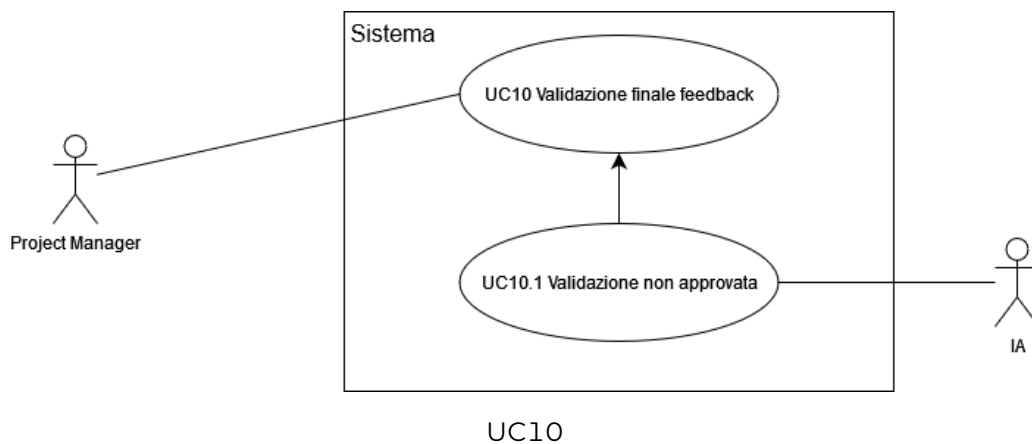 Sistema
UC10 Validazione finale feedback
Project Manager
UC10.1 Validazione non approvata
IA
UC10